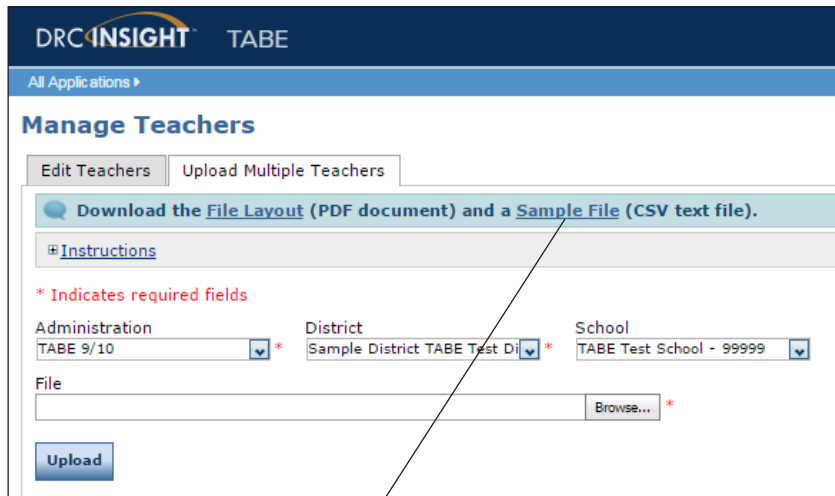 DRC INSIGHT™ TABE
All Applications
Manage Teachers
Edit Teachers Upload Multiple Teachers
Download the File Layout (PDF document) and a Sample File (CSV text file).
Instructions
* Indicates required fields
Administration District School
TABE 9/10 * Sample District TABE Test Di * TABE Test School - 99999
File
Browse... *
Upload